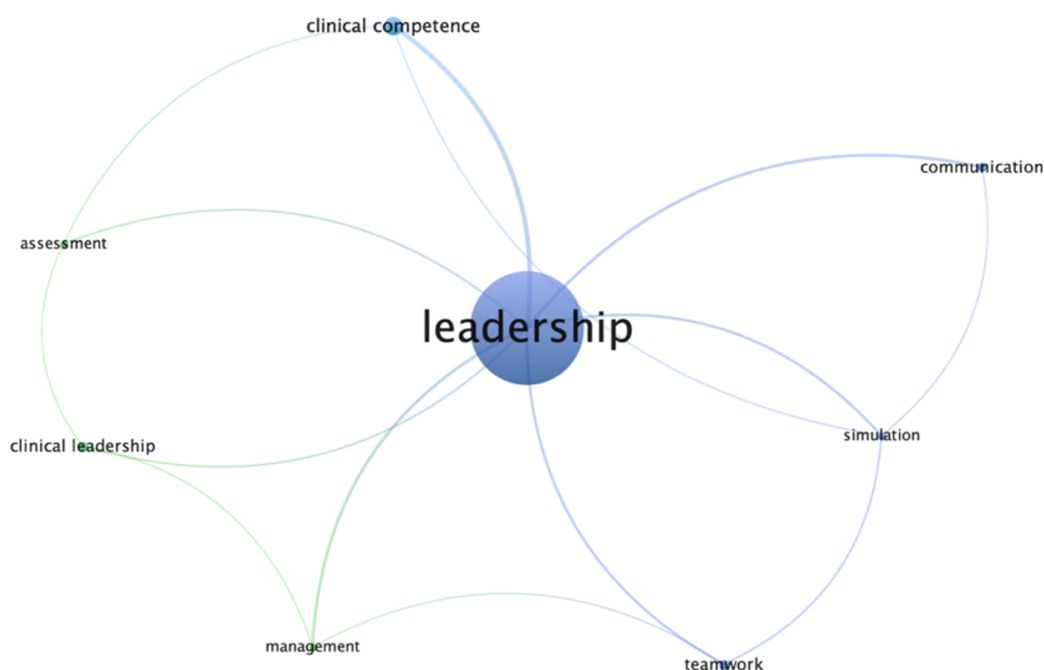 clinical competence
communication
assessment
leadership
simulation
clinical leadership
management
teamwork